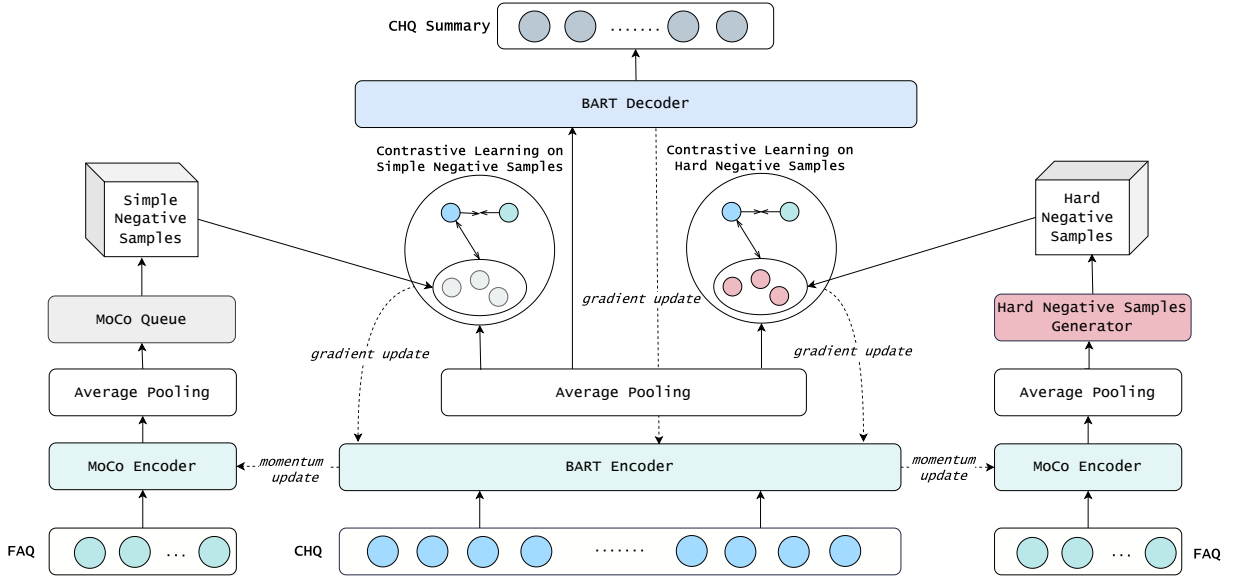 CHQ Summary
.......
BART Decoder
Contrastive Learning on
Simple Negative Samples
Contrastive Learning on
Hard Negative Samples
Simple
Negative
Samples
Hard
Negative
Samples
gradient update
MoCo Queue
Hard Negative Samples
Generator
gradient update
gradient update
Average Pooling
Average Pooling
Average Pooling
MoCo Encoder
momentum
update
BART Encoder
momentum
update
MoCo Encoder
FAQ
...
CHQ
.......
...
FAQ